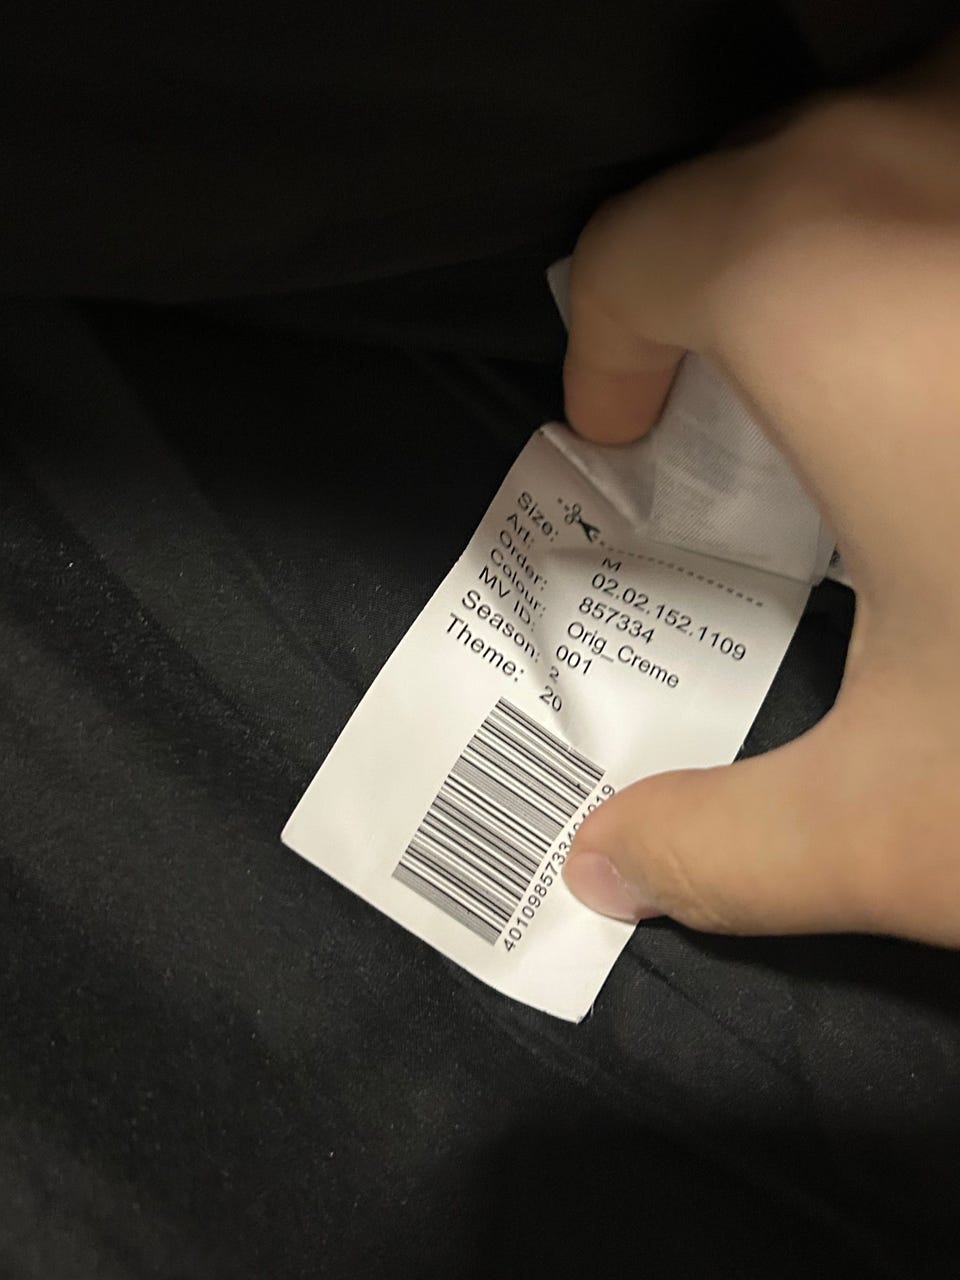 Size: M
Art: 02.02.152.1109
Order: 857334
Colour: Orig_Creme
MV ID: 001
Season: 2
Theme: 20